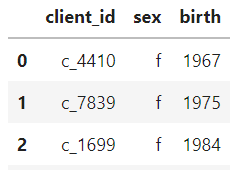 client_id sex birth
0 c_4410 f 1967
1 c_7839 f 1975
2 c_1699 f 1984